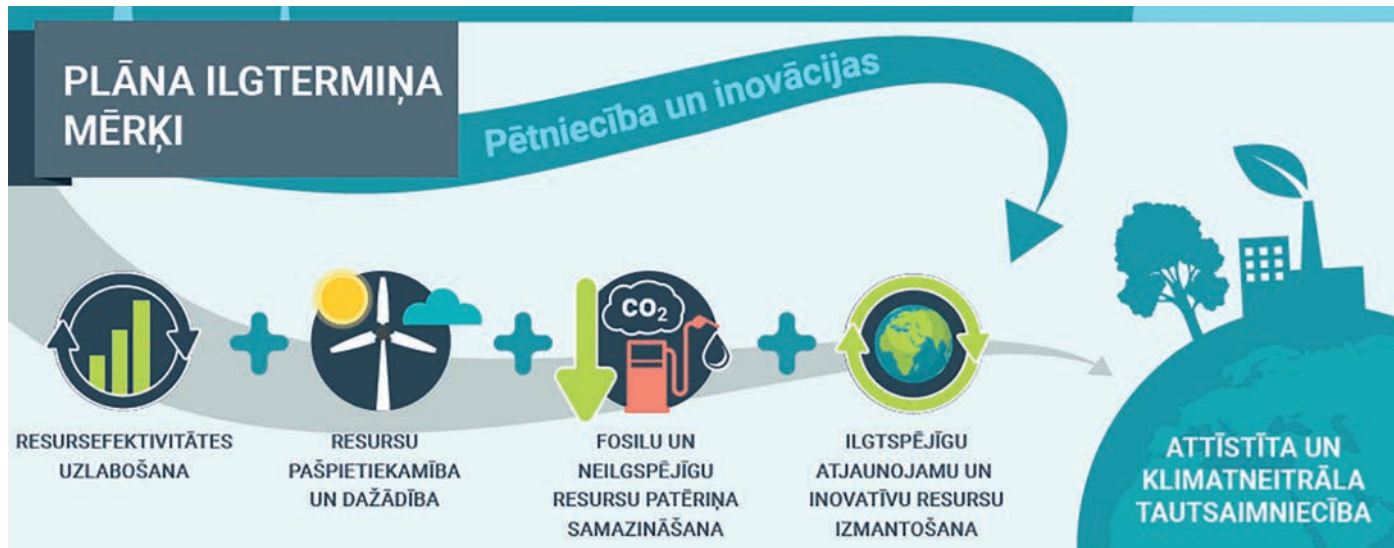 PLĀNA ILGTERMIŅA
MĒRĶI
Pētniecība un inovācijas
CO₂
RESURSEFEKTIVITĀTES
UZLABOŠANA
RESURSU
PAŠPIETIEKAMĪBA
UN DAŽĀDĪBA
FOSILU UN
NEILGSPĒJĪGU
RESURSU PATĒRIŅA
SAMAZINĀŠANA
ILGTSPĒJĪGU
ATJAUNOJAMU UN
INOVATĪVU RESURSU
IZMANTOŠANA
ATTĪSTĪTA UN
KLIMATNEITRĀLA
TAUTSAIMNIECĪBA